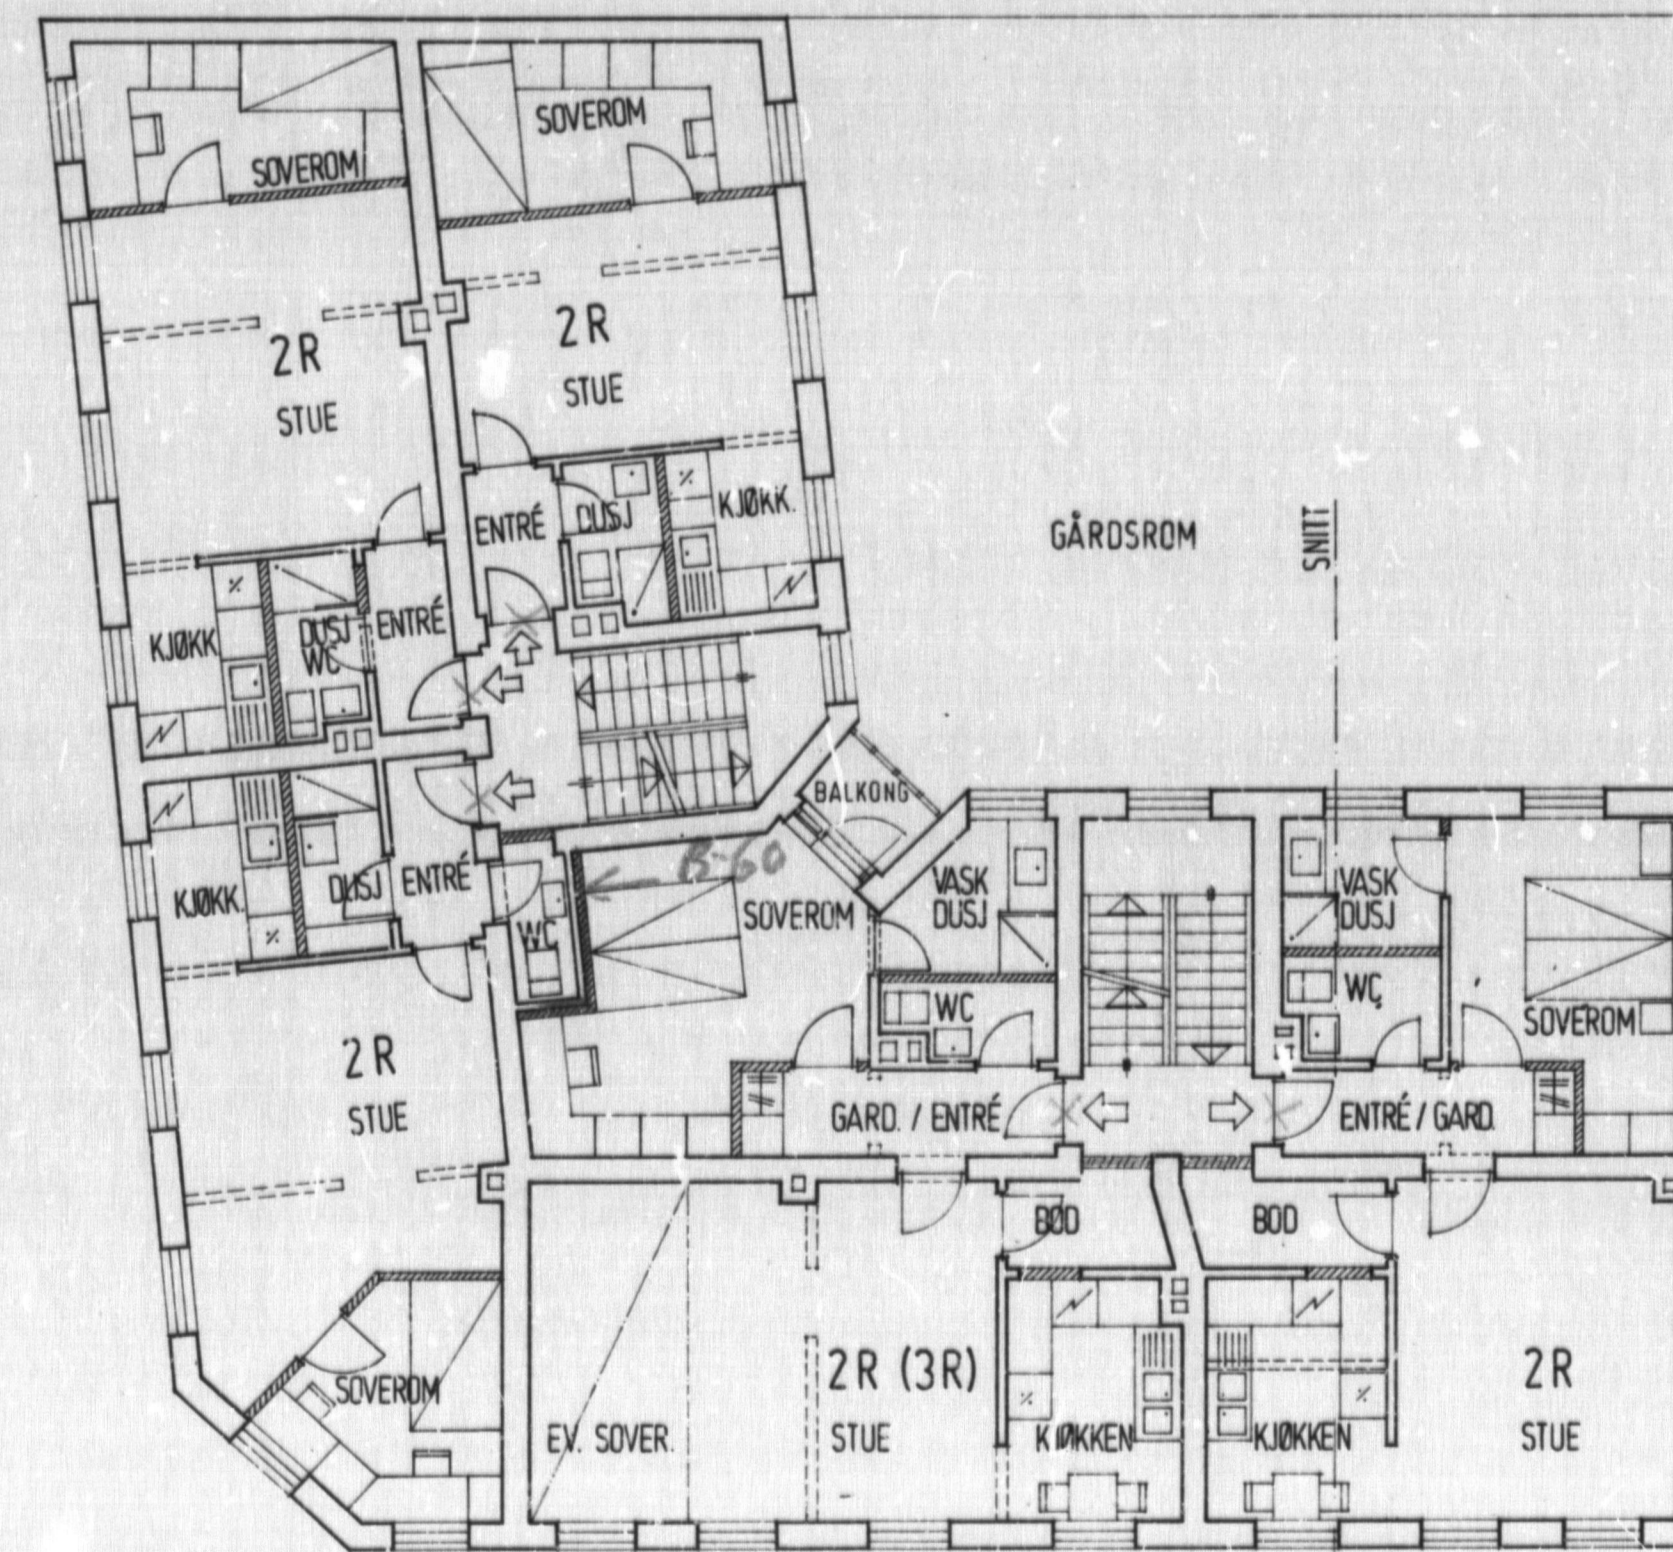 SOVEROM
SOVEROM
2R
STUE
2R
STUE
ENTRÉ
DUSJ
KJØKK.
GÅRDSROM
SNITT
KJØKK
DUSJ
WC
ENTRÉ
BALKONG
B-60
KJØKK.
DUSJ
ENTRÉ
WC
SOVEROM
VASK
DUSJ
WC
VASK
DUSJ
WC
SOVEROM
2R
STUE
GARD. / ENTRÉ
ENTRÉ / GARD.
BOD
BOD
SOVEROM
EV. SOVER.
2R (3R)
STUE
KJØKKEN
KJØKKEN
2R
STUE